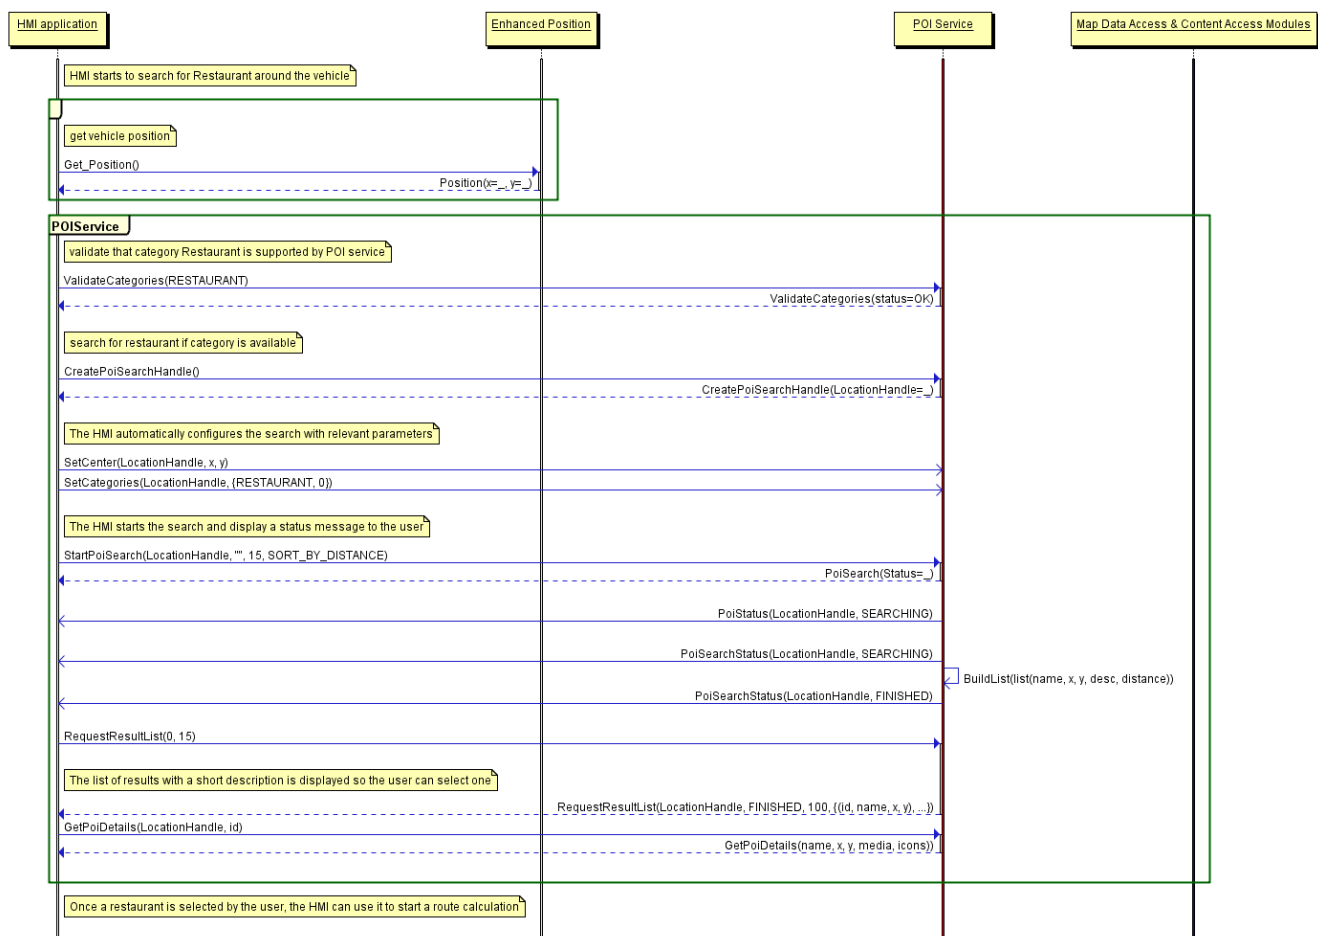 HMI application
Enhanced Position
POI Service
Map Data Access & Content Access Modules
HMI starts to search for Restaurant around the vehicle
get vehicle position
Get_Position()
Position(x=_, y=_)
POIService
validate that category Restaurant is supported by POI service
ValidateCategories(RESTAURANT)
ValidateCategories(status=OK)
search for restaurant if category is available
CreatePoiSearchHandle()
CreatePoiSearchHandle(LocationHandle=_)
The HMI automatically configures the search with relevant parameters
SetCenter(LocationHandle, x, y)
SetCategories(LocationHandle, {RESTAURANT, 0})
The HMI starts the search and display a status message to the user
StartPoiSearch(LocationHandle, "", 15, SORT_BY_DISTANCE)
PoiSearch(Status=_)
PoiStatus(LocationHandle, SEARCHING)
PoiSearchStatus(LocationHandle, SEARCHING)
BuildList(list(name, x, y, desc, distance))
PoiSearchStatus(LocationHandle, FINISHED)
RequestResultList(0, 15)
The list of results with a short description is displayed so the user can select one
RequestResultList(LocationHandle, FINISHED, 100, {(id, name, x, y), ...})
GetPoiDetails(LocationHandle, id)
GetPoiDetails(name, x, y, media, icons))
Once a restaurant is selected by the user, the HMI can use it to start a route calculation